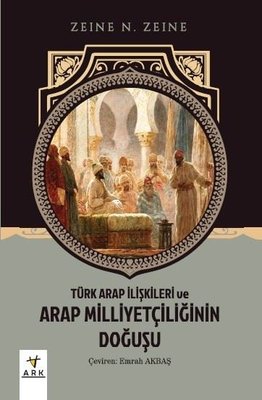 ZEINE N. ZEINE
TÜRK ARAP İLİŞKİLERİ ve
ARAP MİLLİYETÇİLİĞİNİN
DOĞUŞU
Çeviren: Emrah AKBAŞ
ARK